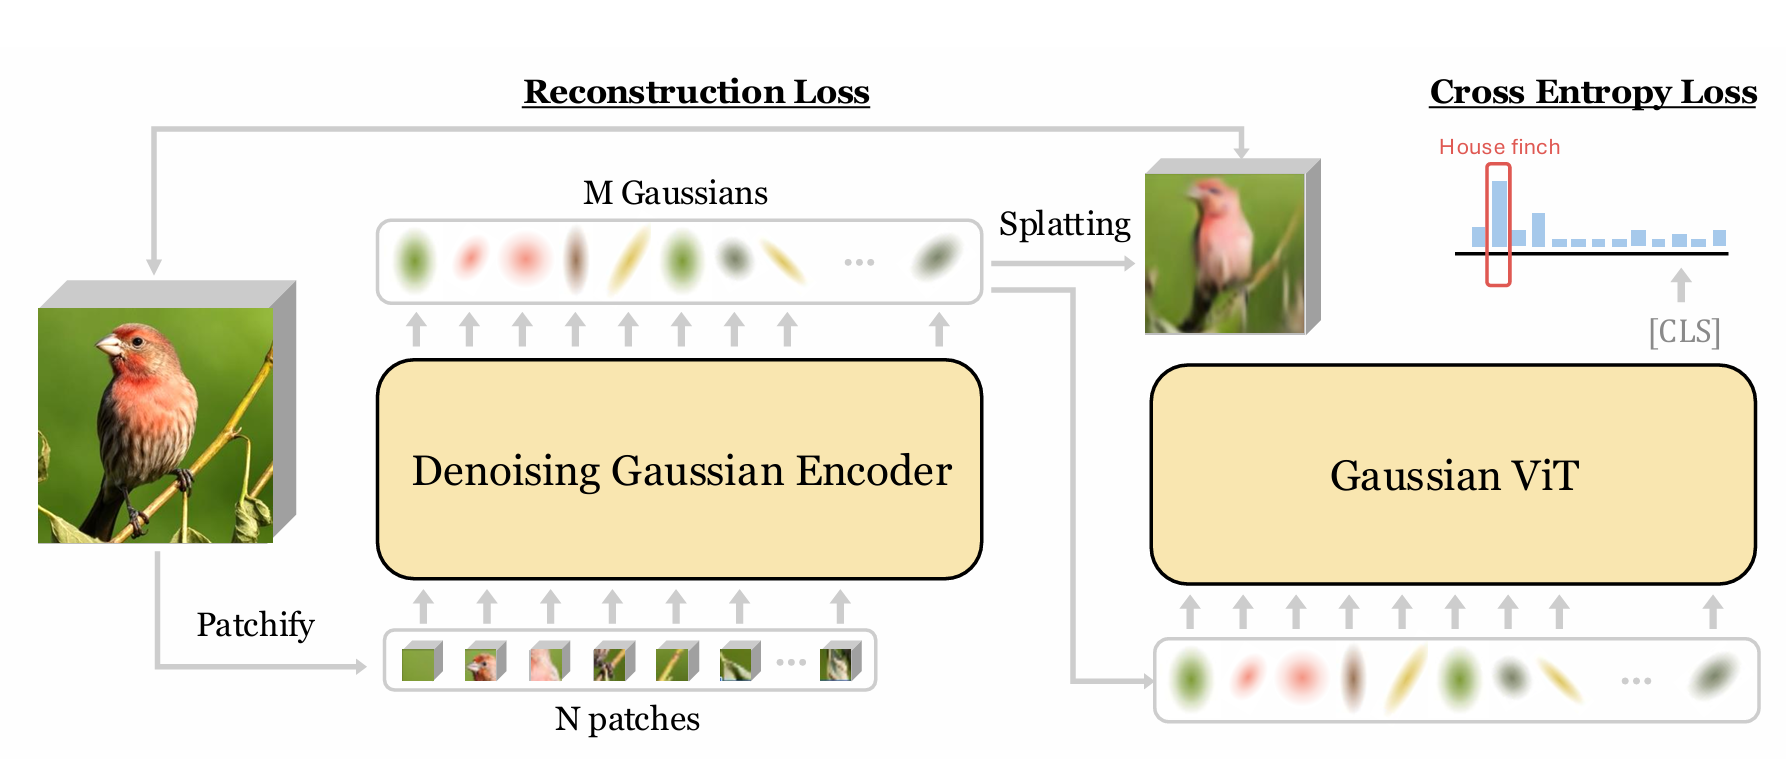 Reconstruction Loss
Cross Entropy Loss
House finch
M Gaussians
Splatting
[CLS]
Denoising Gaussian Encoder
Gaussian ViT
Patchify
N patches